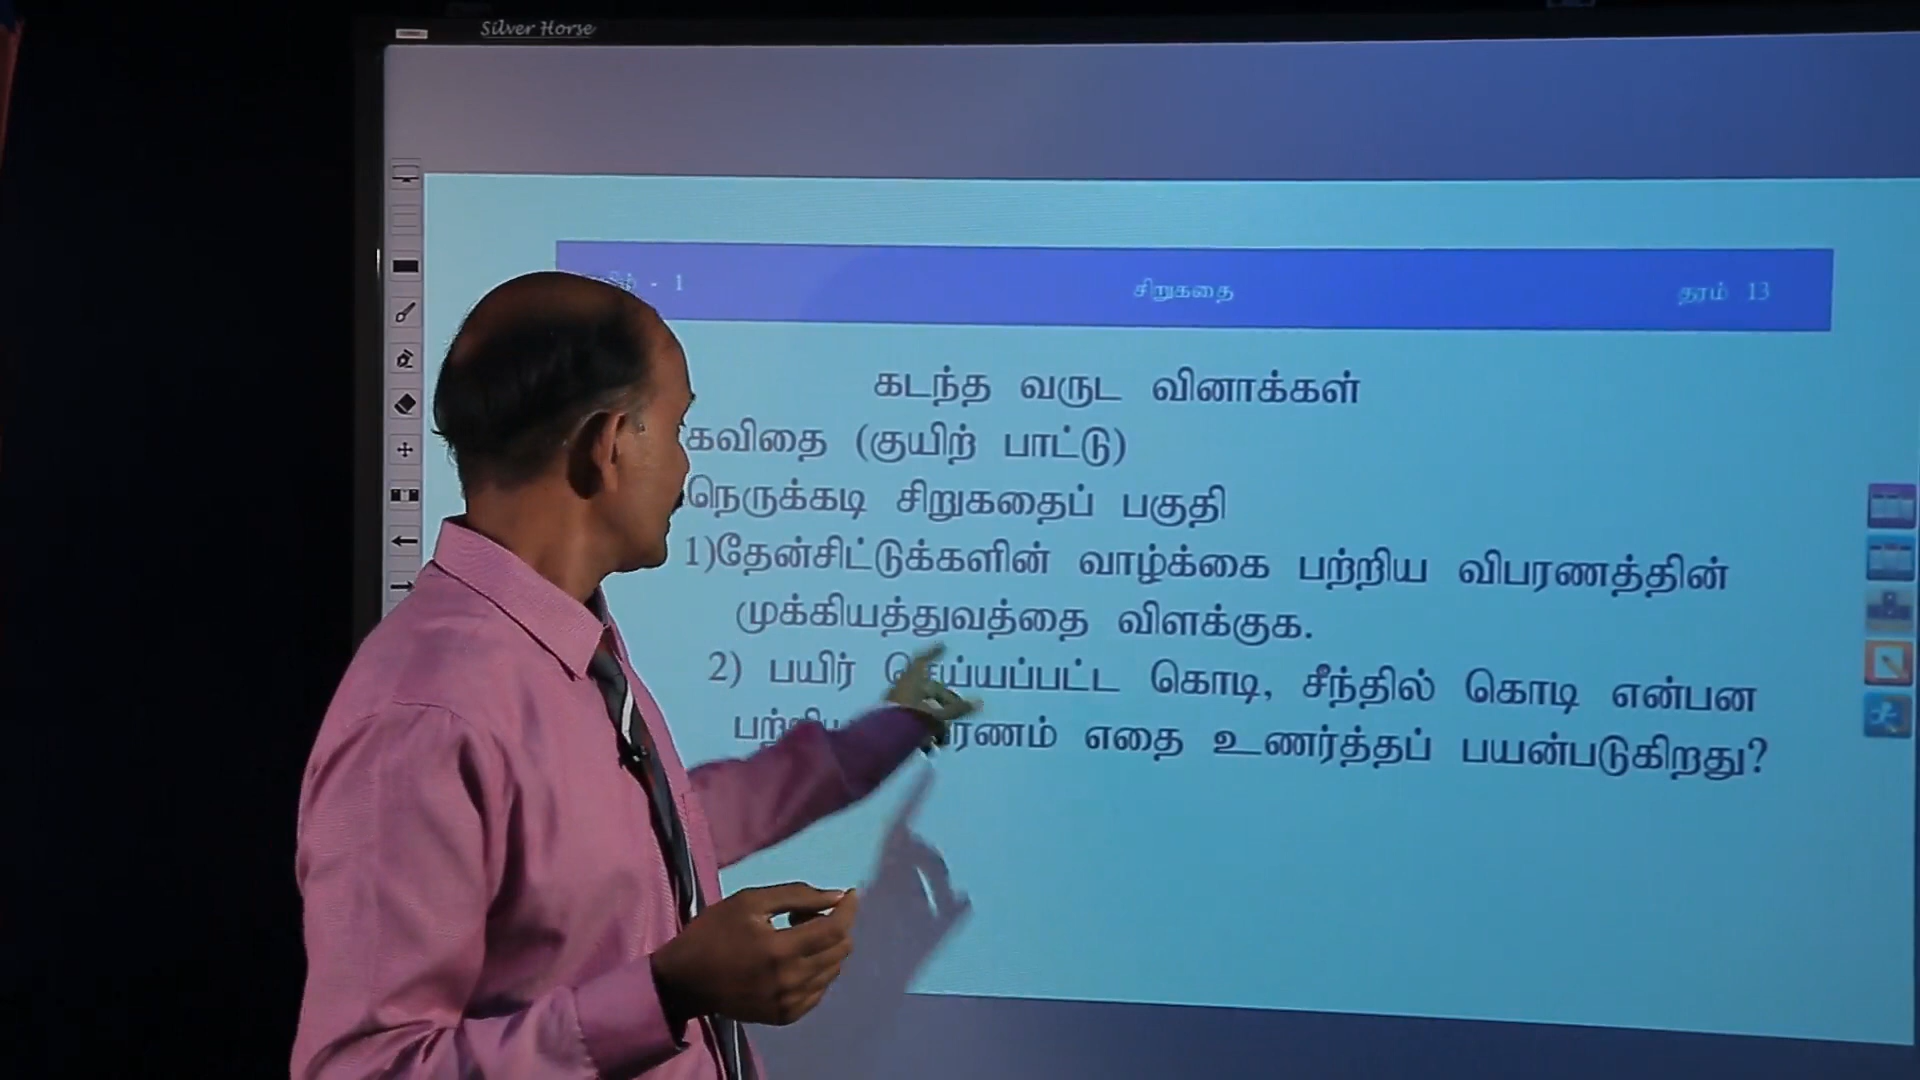 Silver Horse
- 1 சிறுகதை தரம் 13
கடந்த வருட வினாக்கள்
கவிதை (குயிற் பாட்டு)
நெருக்கடி சிறுகதைப் பகுதி
1)தேன்சிட்டுக்களின் வாழ்க்கை பற்றிய விபரணத்தின்
முக்கியத்துவத்தை விளக்குக.
2) பயிர் செய்யப்பட்ட கொடி, சீந்தில் கொடி என்பன
எதை உணர்த்தப் பயன்படுகிறது?